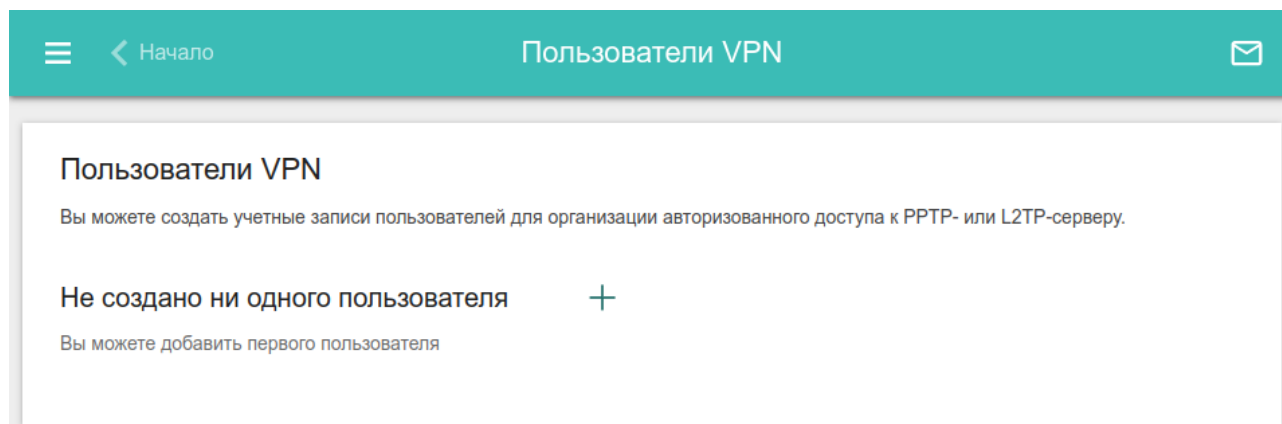 Начало
Пользователи VPN
Пользователи VPN
Вы можете создать учетные записи пользователей для организации авторизованного доступа к PPTP- или L2TP-серверу.
Не создано ни одного пользователя
Вы можете добавить первого пользователя